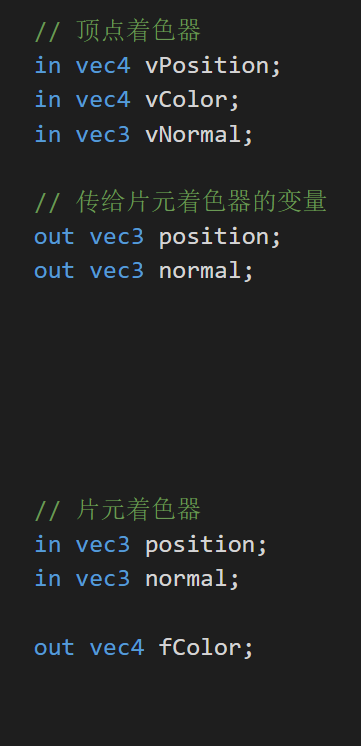 // 顶点着色器
in vec4 vPosition;
in vec4 vColor;
in vec3 vNormal;
// 传给片元着色器的变量
out vec3 position;
out vec3 normal;
// 片元着色器
in vec3 position;
in vec3 normal;
out vec4 fColor;